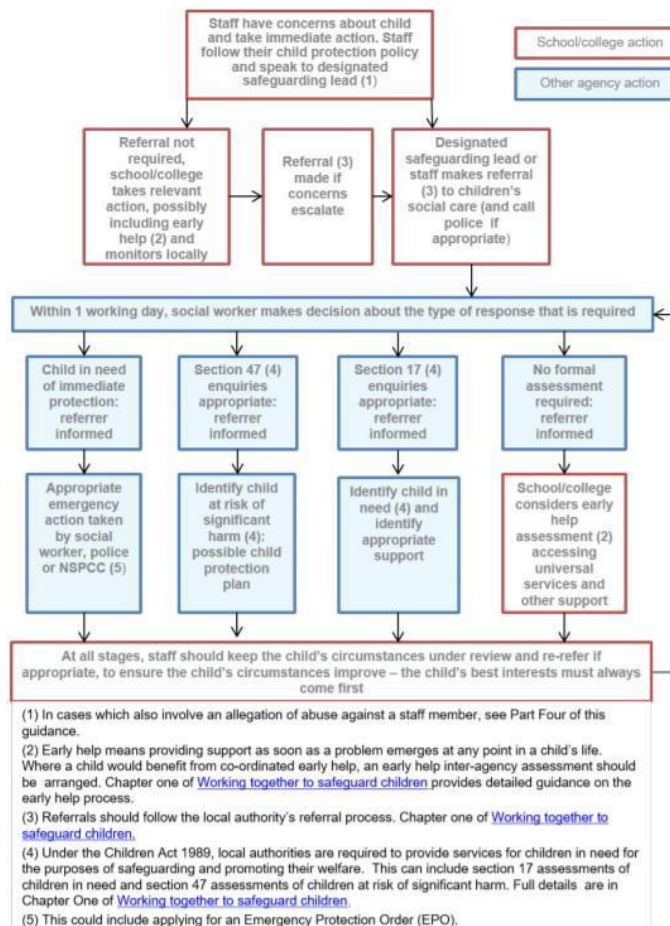 Staff have concerns about child
and take immediate action. Staff
follow their child protection policy
and speak to designated
safeguarding lead (1)
School/college action
Other agency action
Referral not
required,
school/college
takes relevant
action, possibly
including early
help (2) and
monitors locally
Referral (3)
made if
concerns
escalate
Designated
safeguarding lead or
staff makes referral
(3) to children's
social care (and call
police if
appropriate)
Within 1 working day, social worker makes decision about the type of response that is required
Child in need
of immediate
protection:
referrer
informed
Section 47 (4)
enquiries
appropriate:
referrer
informed
Section 17 (4)
enquiries
appropriate:
referrer
informed
No formal
assessment
required:
referrer
informed
Appropriate
emergency
action taken
by social
worker, police
or NSPCC (5)
Identify child
at risk of
significant
harm (4):
possible child
protection
plan
Identify child in
need (4) and
identify
appropriate
support
School/college
considers early
help
assessment (2)
accessing
universal
services and
other support
At all stages, staff should keep the child's circumstances under review and re-refer if
appropriate, to ensure the child's circumstances improve – the child's best interests must always
come first
(1) In cases which also involve an allegation of abuse against a staff member, see Part Four of this
guidance.
(2) Early help means providing support as soon as a problem emerges at any point in a child's life.
Where a child would benefit from co-ordinated early help, an early help inter-agency assessment should
be arranged. Chapter one of Working together to safeguard children provides detailed guidance on the
early help process.
(3) Referrals should follow the local authority's referral process. Chapter one of Working together to
safeguard children.
(4) Under the Children Act 1989, local authorities are required to provide services for children in need for
the purposes of safeguarding and promoting their welfare. This can include section 17 assessments of
children in need and section 47 assessments of children at risk of significant harm. Full details are in
Chapter One of Working together to safeguard children.
(5) This could include applying for an Emergency Protection Order (EPO).